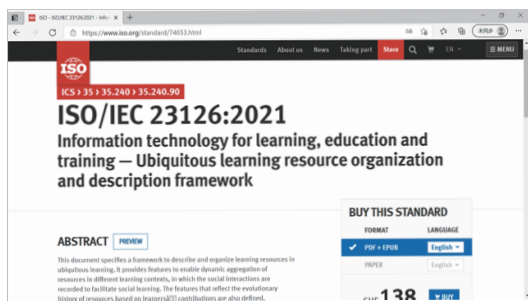 ISO - ISO/IEC 23126:2021 - Infor
https://www.iso.org/standard/74653.html
Standards About us News Taking part Store EN MENU
ISO
ICS › 35 › 35.240 › 35.240.90
ISO/IEC 23126:2021
Information technology for learning, education and
training — Ubiquitous learning resource organization
and description framework
BUY THIS STANDARD
FORMAT LANGUAGE
PDF + EPUB English
PAPER English
CHF 138 BUY
ABSTRACT PREVIEW
This document specifies a framework to describe and organize learning resources in
ubiquitous learning. It provides features to enable dynamic aggregation of
resources in different learning contexts, in which the social interactions are
recorded to facilitate social learning. The features that reflect the evolutionary
history of resources based on contributions are also defined.